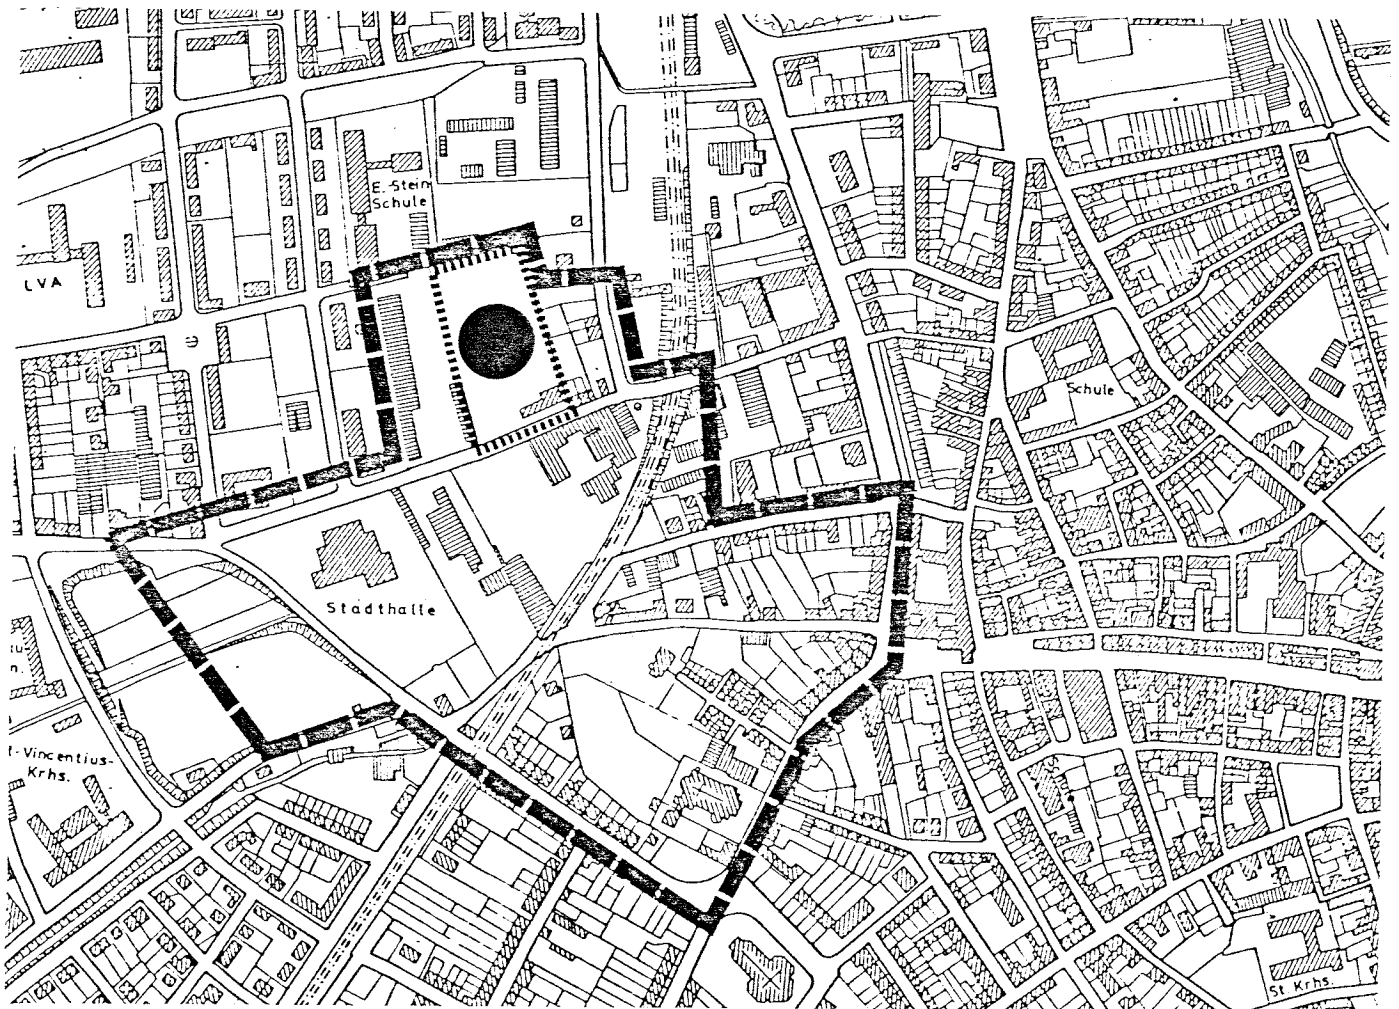 E.-Stein
Schule
LVA
Schule
Stadthalle
t-Vincentius-
Krhs.
St Krhs.